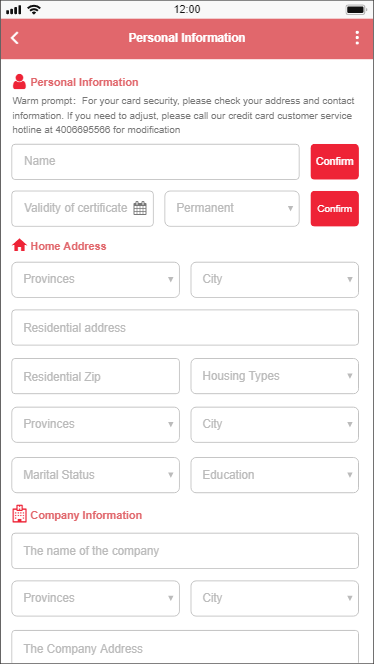 12:00
Personal Information
Personal Information
Warm prompt: For your card security, please check your address and contact
information. If you need to adjust, please call our credit card customer service
hotline at 4006695566 for modification
Name
Confirm
Validity of certificate
Permanent
Confirm
Home Address
Provinces
City
Residential address
Residential Zip
Housing Types
Provinces
City
Marital Status
Education
Company Information
The name of the company
Provinces
City
The Company Address